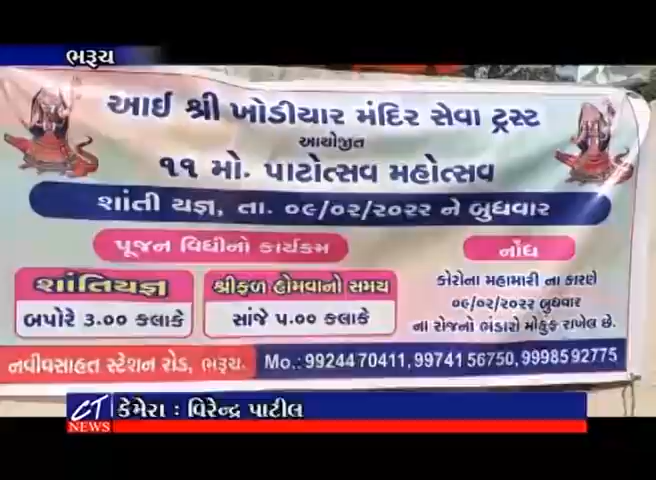 ભરૂચ
આઈ શ્રી ખોડીયાર મંદિર સેવા ટ્રસ્ટ
આયોજીત
૧૧ મો. પાટોત્સવ મહોત્સવ
શાંતી યજ્ઞ, તા. ૦૯/૦૨/૨૦૨૨ ને બુધવાર
પૂજન વિધીનો કાર્યક્રમ
નોંધ
શાંતિયજ્ઞ
બપોરે ૩.૦૦ કલાકે
શ્રીફળ હોમવાનો સમય
સાંજે ૫.૦૦ કલાકે
કોરોના મહામારી ના કારણે
૦૯/૦૨/૨૦૨૨ બુધવાર
ના રોજનો ભંડારો મોકુફ રાખેલ છે.
નવીવસાહત સ્ટેશન રોડ, ભરૂચ.
Mo.: 9924470411, 9974156750, 9998592775
CT NEWS
કેમેરા : વિરેન્દ્ર પાટીલ